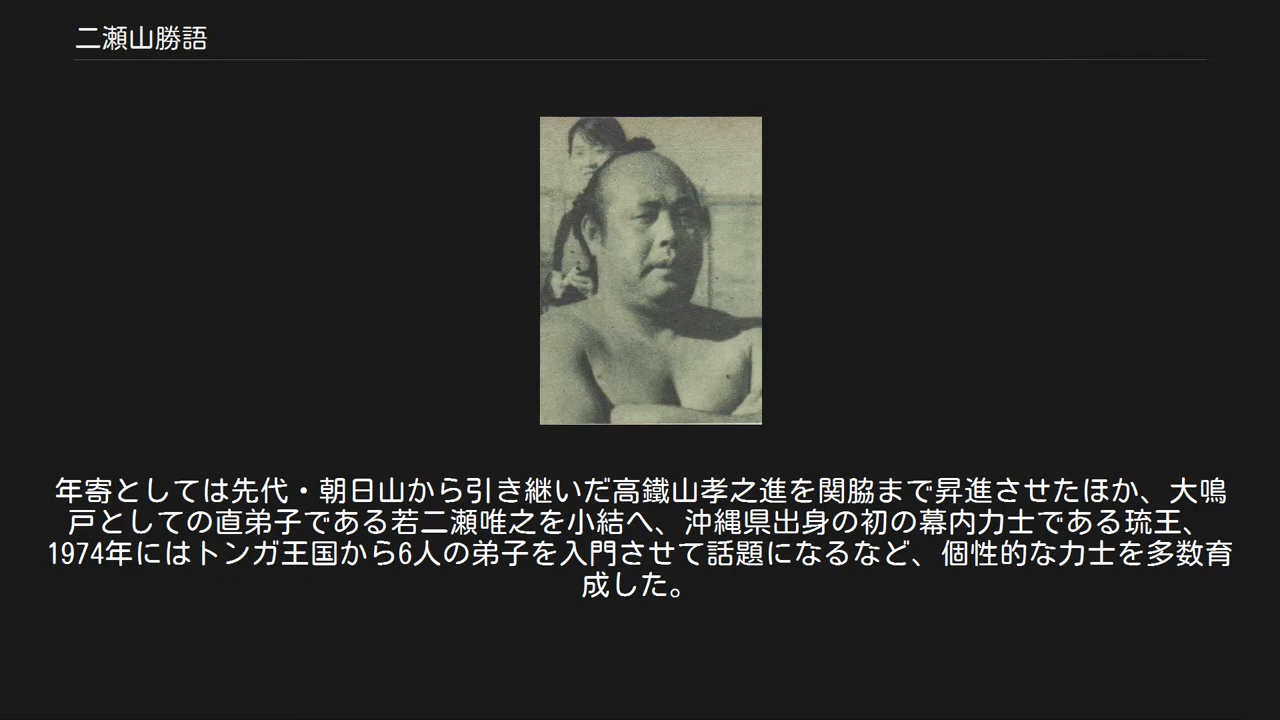 二瀬山勝語
年寄としては先代・朝日山から引き継いだ高鐵山孝之進を関脇まで昇進させたほか、大鳴
戸としての直弟子である若二瀬唯之を小結へ、沖縄県出身の初の幕内力士である琉王、
1974年にはトンガ王国から6人の弟子を入門させて話題になるなど、個性的な力士を多数育
成した。